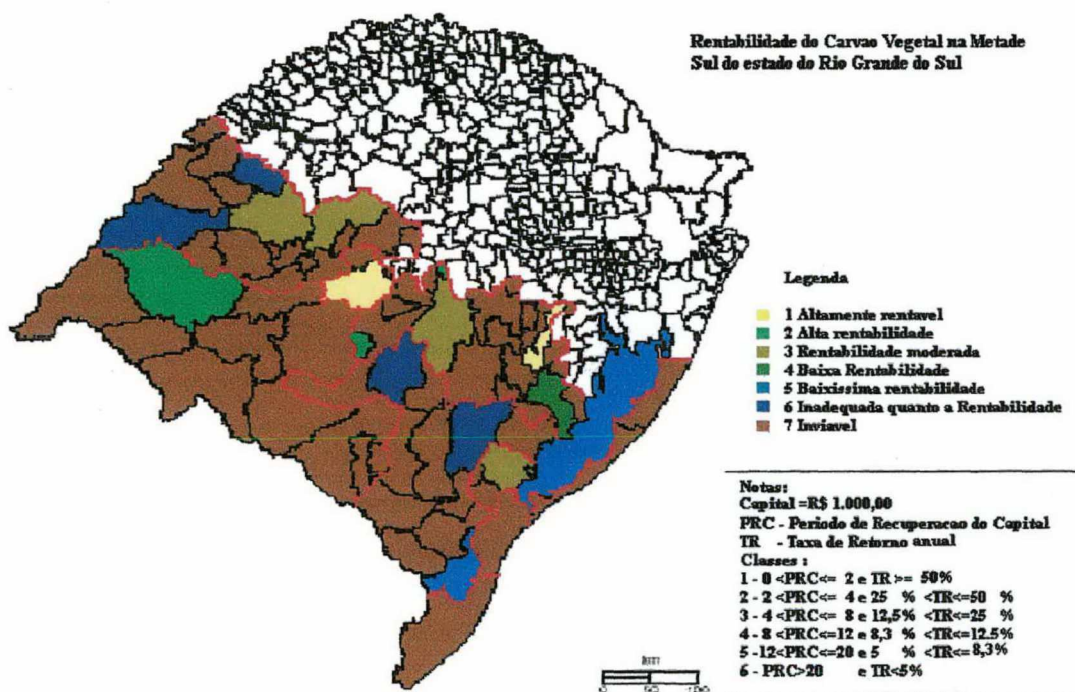 Rentabilidade do Carvao Vegetal na Metade
Sul do estado do Rio Grande do Sul
Legenda
1 Altamente rentavel
2 Alta rentabilidade
3 Rentabilidade moderada
4 Baixa Rentabilidade
5 Baixissima rentabilidade
6 Inadequada quanto a Rentabilidade
7 Inviavel
Notas:
Capital =R$ 1.000,00
PRC - Periodo de Recuperacao do Capital
TR - Taxa de Retorno anual
Classes :
1 - 0 <PRC<= 2 e TR >= 50%
2 - 2 <PRC<= 4 e 25 % <TR<=50 %
3 - 4 <PRC<= 8 e 12,5% <TR<=25 %
4 - 8 <PRC<=12 e 8,3 % <TR<=12.5%
5 -12<PRC<=20 e 5 % <TR<= 8,3%
6 - PRC>20 e TR<5%
km
0 50 100